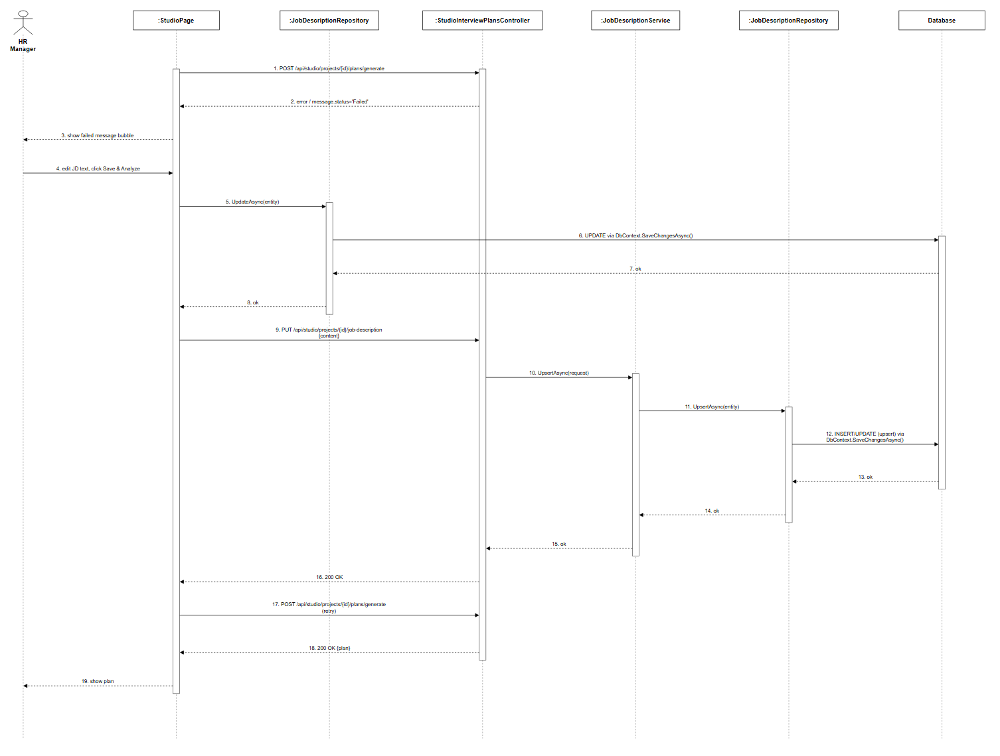 :StudioPage
:JobDescriptionRepository
:StudioInterviewPlansController
:JobDescriptionService
:JobDescriptionRepository
Database
HR
Manager
1. POST /api/studio/projects/{id}/plans/generate
2. error / message.status='Failed'
3. show failed message bubble
4. edit JD text, click Save & Analyze
5. UpdateAsync(entity)
6. UPDATE via DbContext.SaveChangesAsync()
7. ok
8. ok
9. PUT /api/studio/projects/{id}/job-description
{content}
10. UpsertAsync(request)
11. UpsertAsync(entity)
12. INSERT/UPDATE (upsert) via
DbContext.SaveChangesAsync()
13. ok
14. ok
15. ok
16. 200 OK
17. POST /api/studio/projects/{id}/plans/generate
(retry)
18. 200 OK {plan}
19. show plan